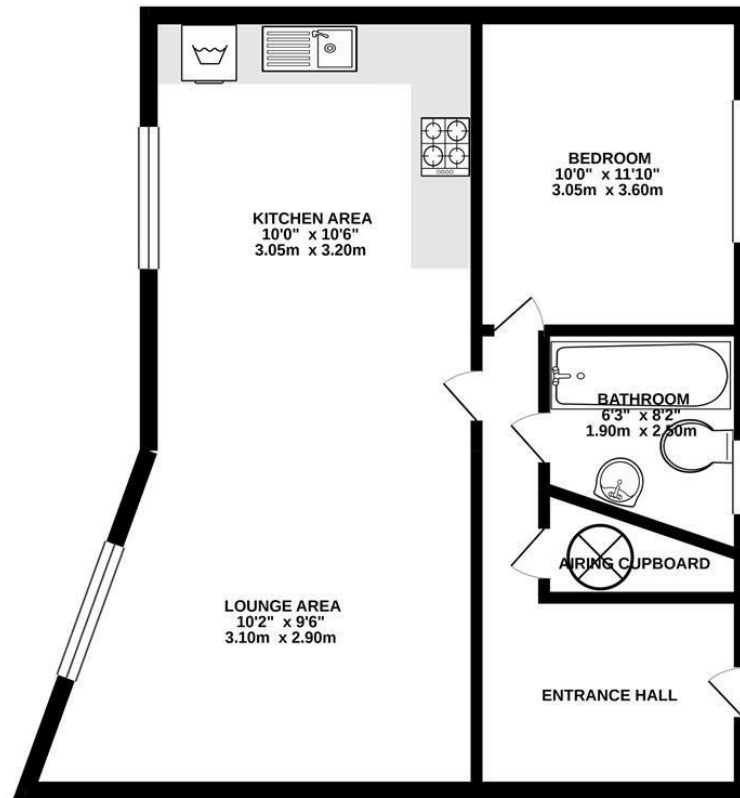 BEDROOM
10'0" x 11'10"
3.05m x 3.60m
KITCHEN AREA
10'0" x 10'6"
3.05m x 3.20m
BATHROOM
6'3" x 8'2"
1.90m x 2.50m
AIRING CUPBOARD
LOUNGE AREA
10'2" x 9'6"
3.10m x 2.90m
ENTRANCE HALL